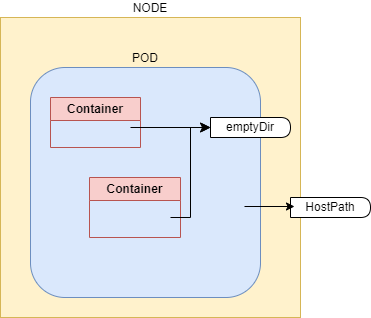 NODE
POD
Container
emptyDir
Container
HostPath